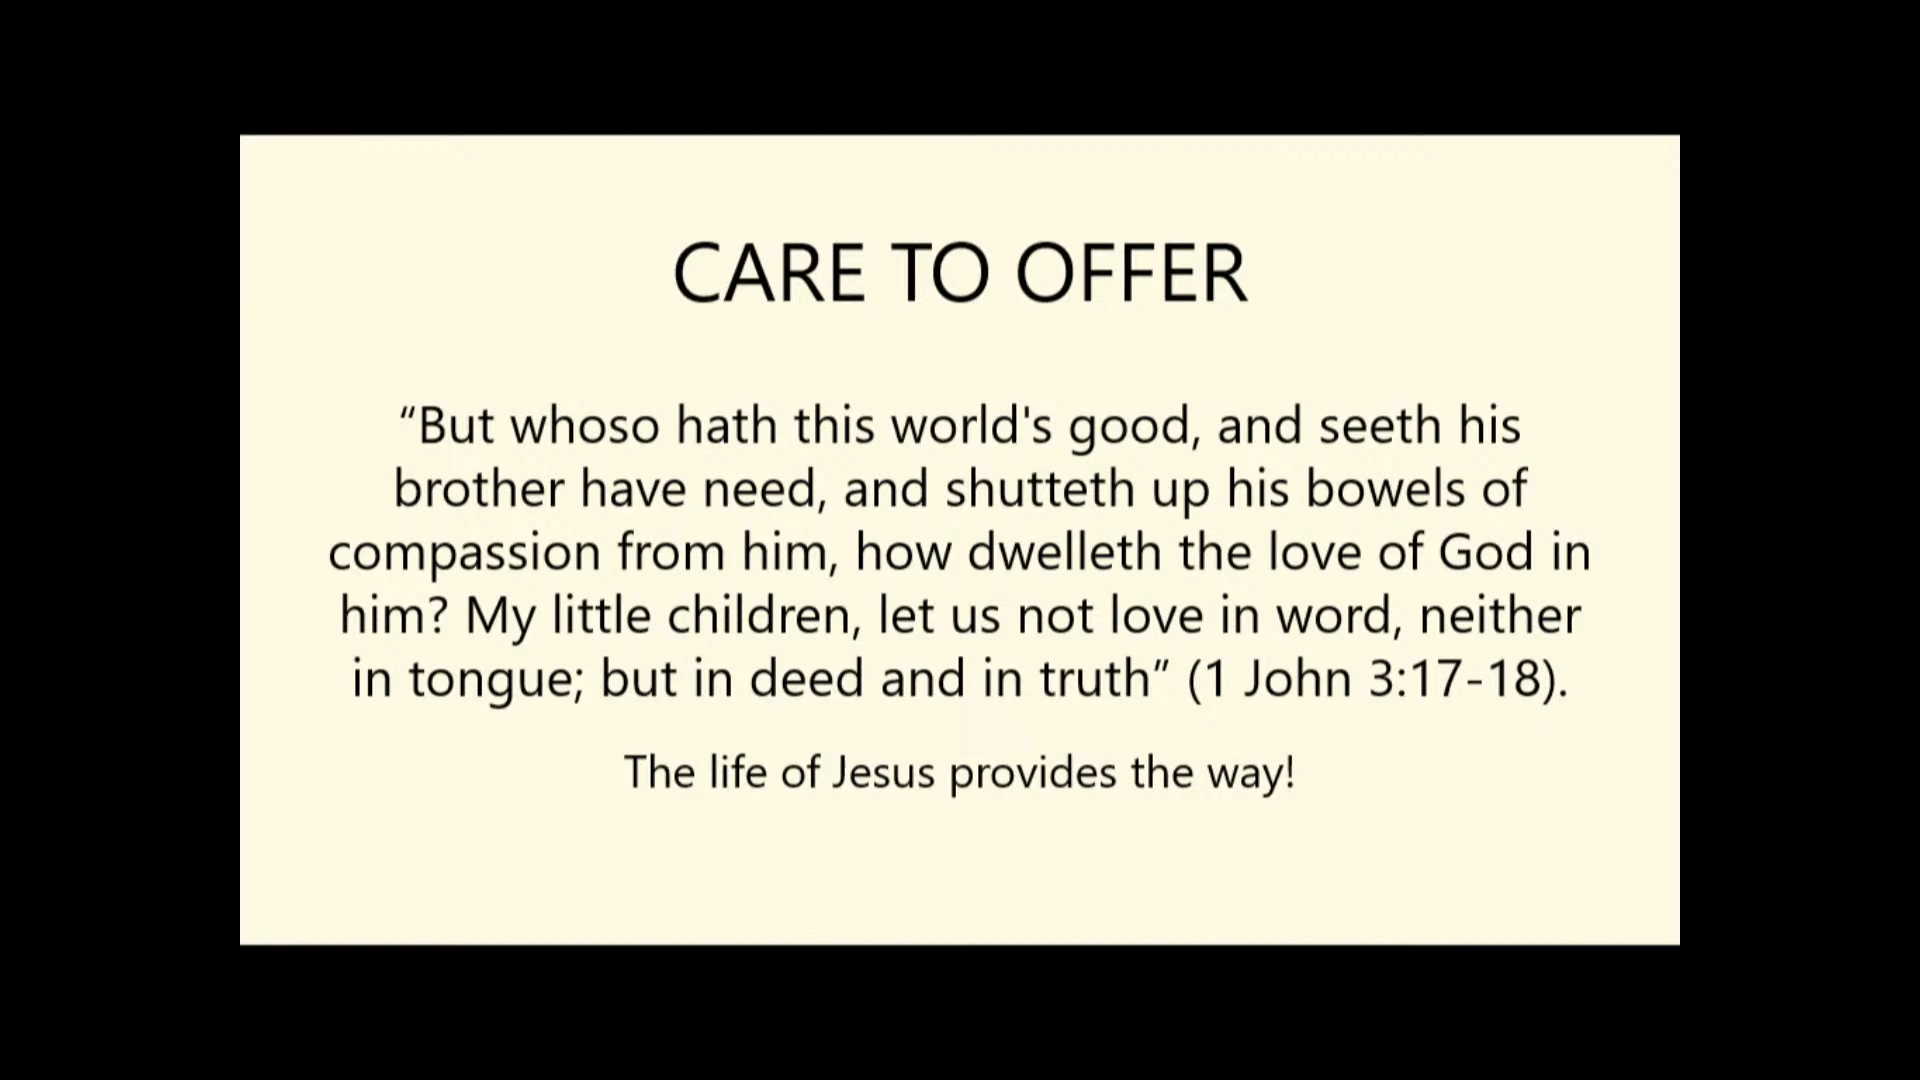 CARE TO OFFER
“But whoso hath this world's good, and seeth his
brother have need, and shutteth up his bowels of
compassion from him, how dwelleth the love of God in
him? My little children, let us not love in word, neither
in tongue; but in deed and in truth” (1 John 3:17-18).
The life of Jesus provides the way!